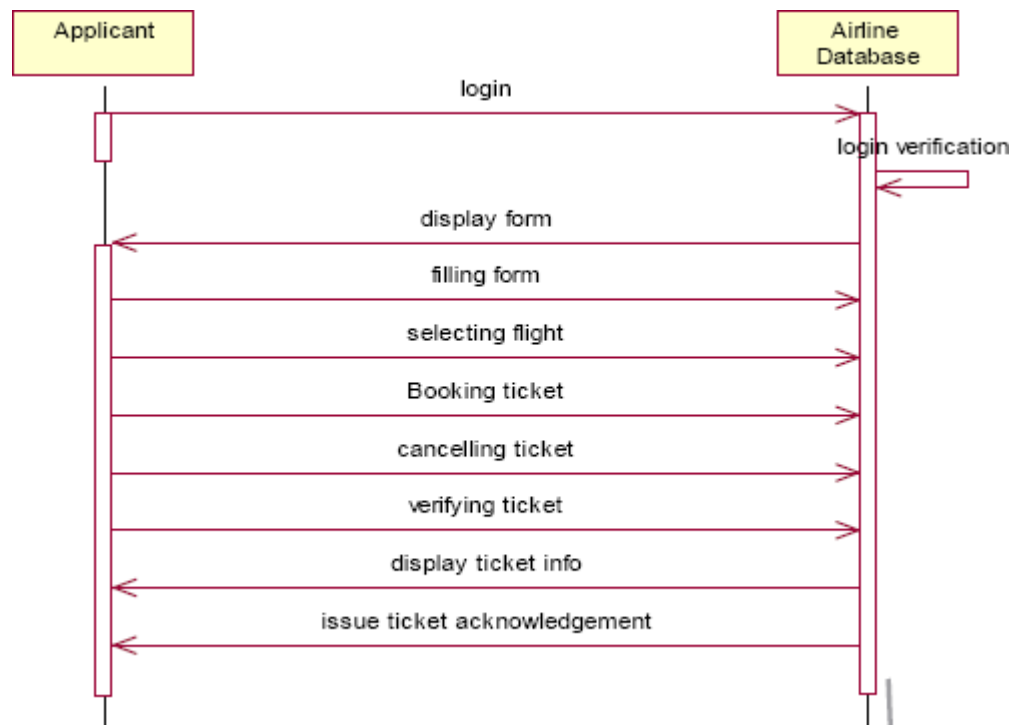 Applicant
Airline
Database
login
login verification
display form
filling form
selecting flight
Booking ticket
cancelling ticket
verifying ticket
display ticket info
issue ticket acknowledgement